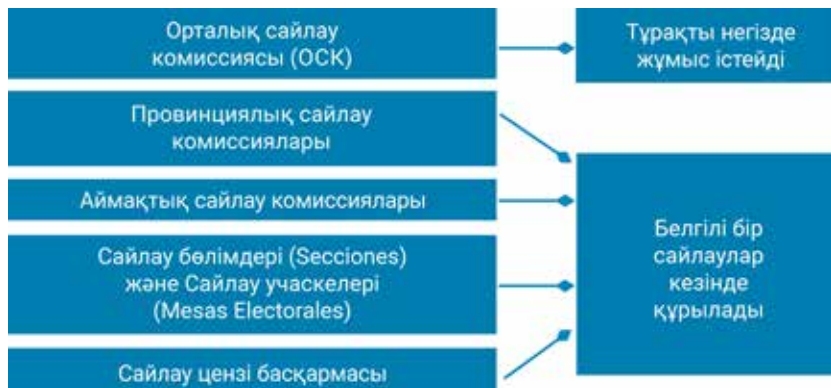 Орталық сайлау
комиссиясы (ОСК)
Тұрақты негізде
жұмыс істейді
Провинциялық сайлау
комиссиялары
Аймақтық сайлау комиссиялары
Сайлау бөлімдері (Secciones)
және Сайлау учаскелері
(Mesas Electorales)
Сайлау цензі басқармасы
Белгілі бір
сайлаулар
кезінде
құрылады